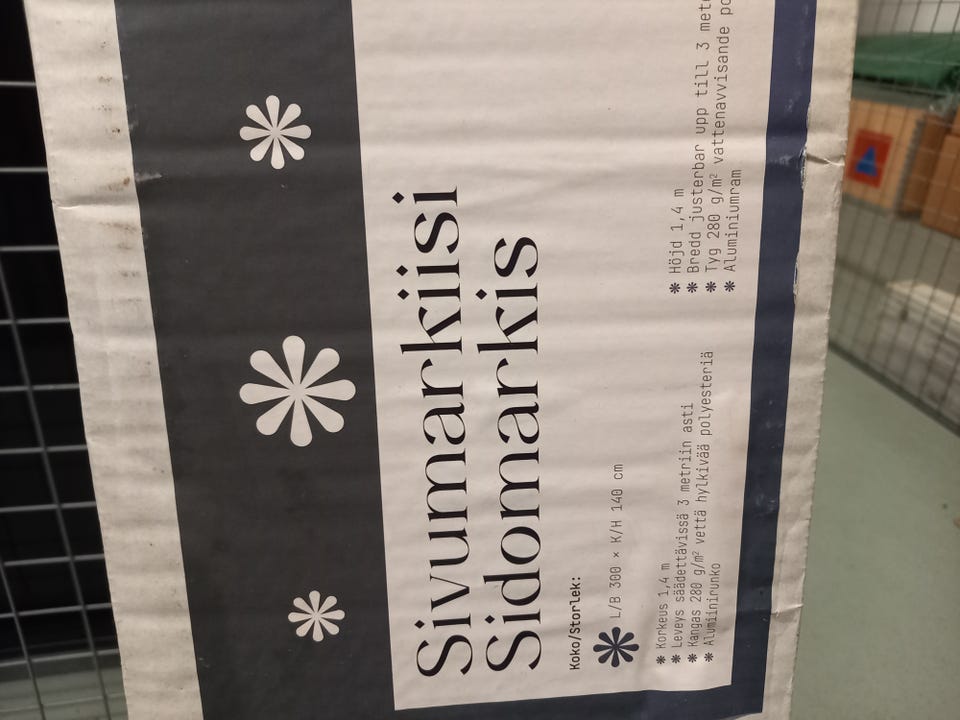 Sivumarkiisi
Sidomarkis
Koko/Storlek:
L/B 300 × K/H 140 cm
* Korkeus 1,4 m
* Leveys säädettävissä 3 metriin asti
* Kangas 280 g/m² vettä hylkivää polyesteriä
* Alumiinirunko
* Höjd 1,4 m
* Bredd justerbar upp till 3
* Tyg 280 g/m² vattenavvisande
* Aluminiumram